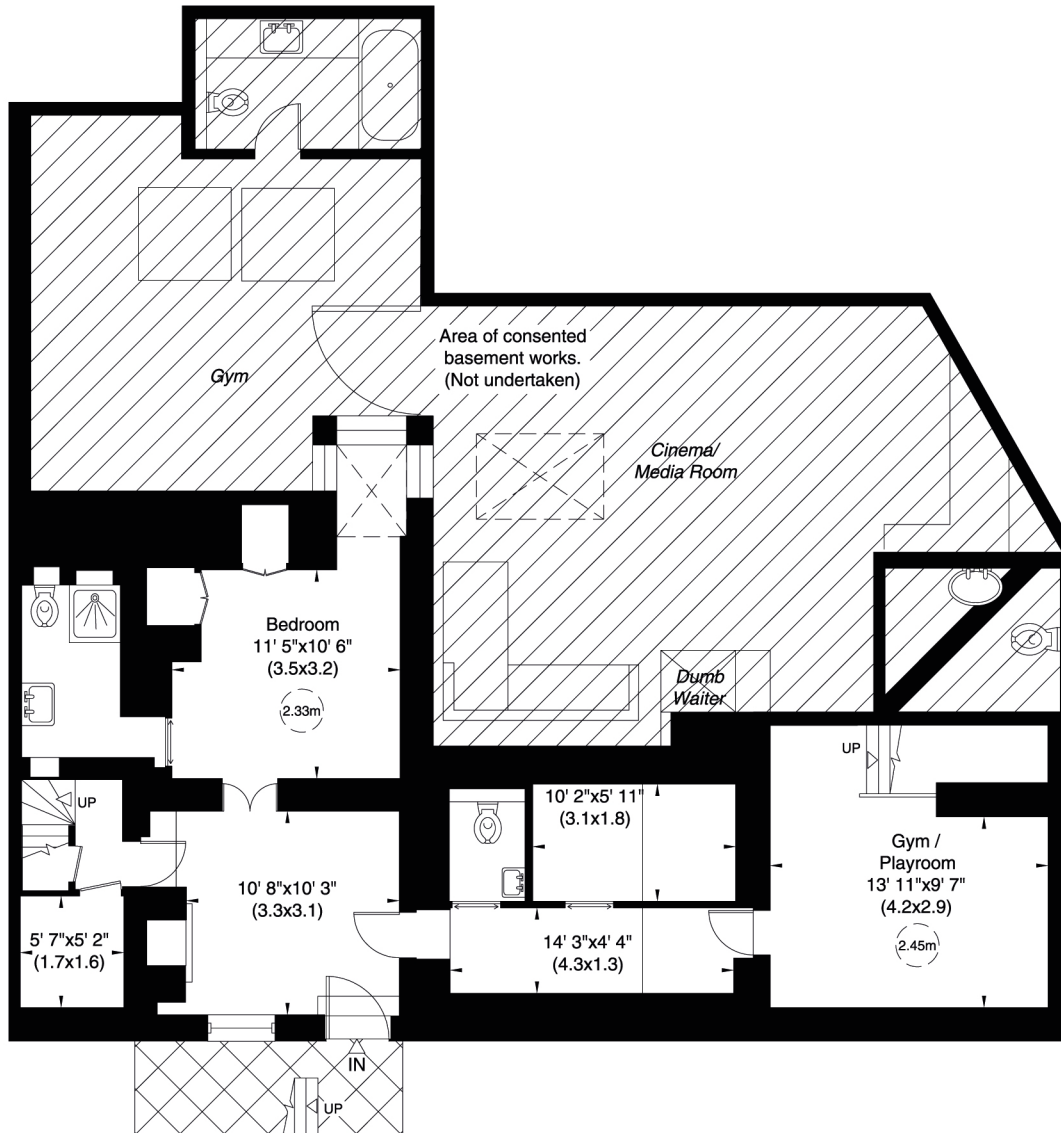 Area of consented
basement works.
(Not undertaken)
Gym
Cinema/
Media Room
Bedroom
11' 5"x10' 6"
(3.5x3.2)
2.33m
Dumb
Waiter
UP
UP
10' 2"x5' 11"
(3.1x1.8)
Gym /
Playroom
13' 11"x9' 7"
(4.2x2.9)
2.45m
10' 8"x10' 3"
(3.3x3.1)
5' 7"x5' 2"
(1.7x1.6)
14' 3"x4' 4"
(4.3x1.3)
IN
UP